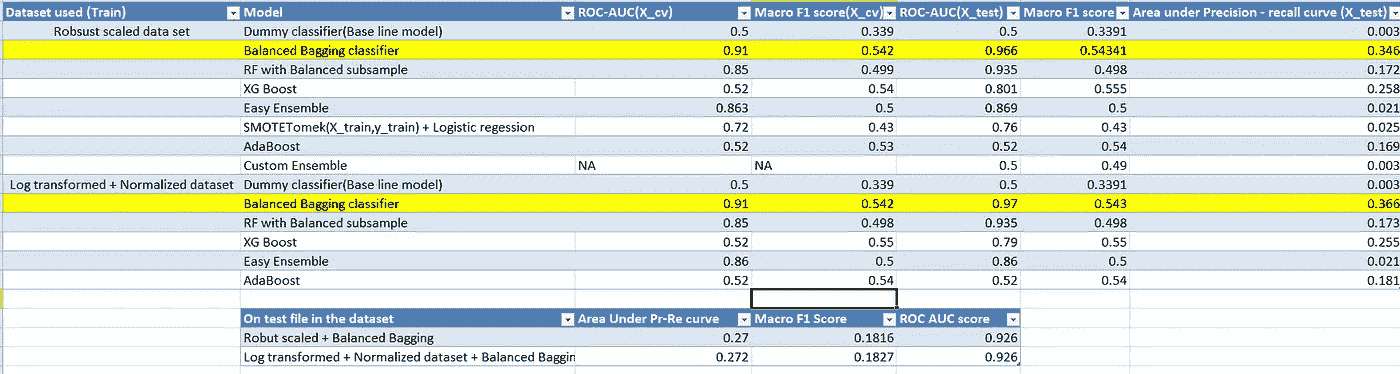 Dataset used (Train) Model ROC-AUC(X_cv) Macro F1 score(X_cv) ROC-AUC(X_test) Macro F1 score Area under Precision - recall curve (X_test)
Robsust scaled data set Dummy classifier(Base line model) 0.5 0.339 0.5 0.3391 0.003
Balanced Bagging classifier 0.91 0.542 0.966 0.54341 0.346
RF with Balanced subsample 0.85 0.499 0.935 0.498 0.172
XG Boost 0.52 0.54 0.801 0.555 0.258
Easy Ensemble 0.863 0.5 0.869 0.5 0.021
SMOTETomek(X_train,y_train) + Logistic regression 0.72 0.43 0.76 0.43 0.025
AdaBoost 0.52 0.53 0.52 0.54 0.169
Custom Ensemble NA NA 0.5 0.49 0.003
Log transformed + Normalized dataset Dummy classifier(Base line model) 0.5 0.339 0.5 0.3391 0.003
Balanced Bagging classifier 0.91 0.542 0.97 0.543 0.366
RF with Balanced subsample 0.85 0.498 0.935 0.498 0.173
XG Boost 0.52 0.55 0.79 0.55 0.255
Easy Ensemble 0.86 0.5 0.86 0.5 0.021
AdaBoost 0.52 0.54 0.52 0.54 0.181
On test file in the dataset Area Under Pr-Re curve Macro F1 Score ROC AUC score
Robut scaled + Balanced Bagging 0.27 0.1816 0.926
Log transformed + Normalized dataset + Balanced Baggin 0.272 0.1827 0.926